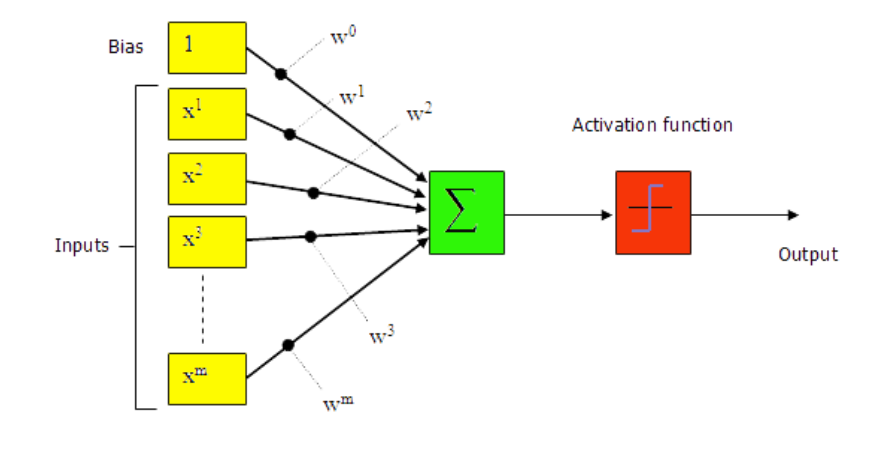 Bias
1
w⁰
x¹
w¹
w²
Activation function
x²
∑
Inputs
x³
Output
w³
xᵐ
wᵐ